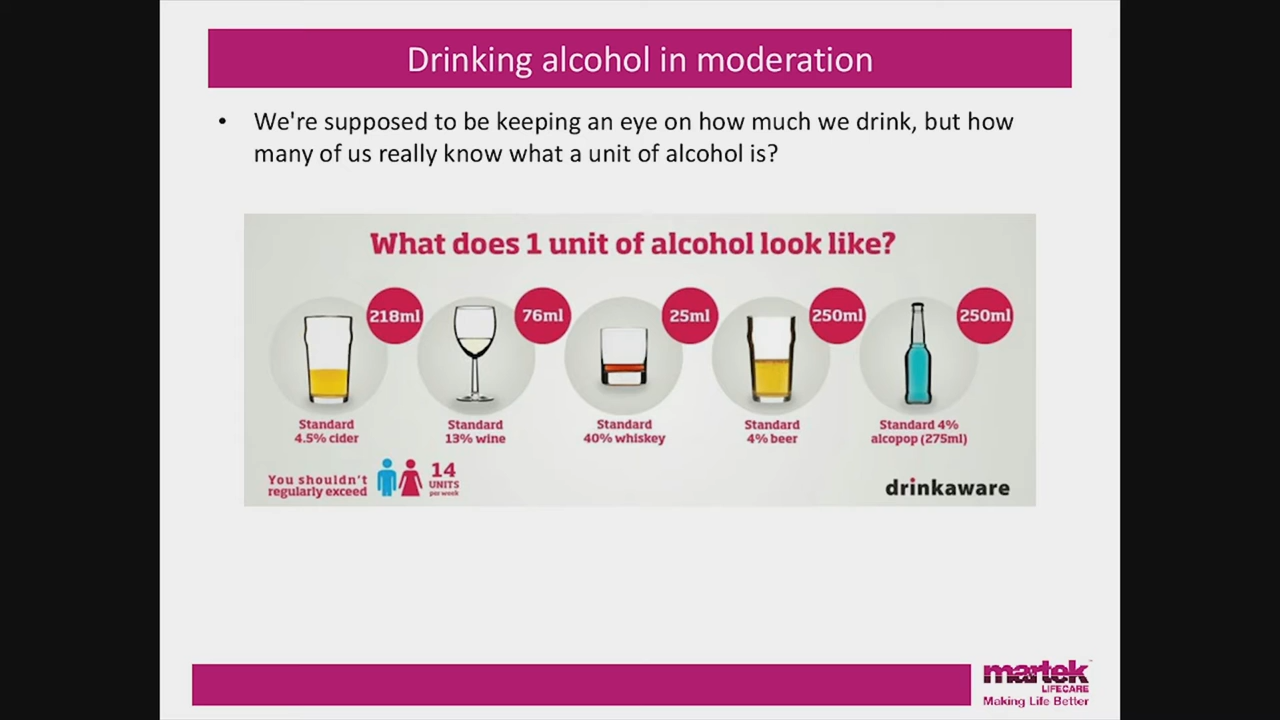 Drinking alcohol in moderation
• We're supposed to be keeping an eye on how much we drink, but how
many of us really know what a unit of alcohol is?
What does 1 unit of alcohol look like?
218ml
76ml
25ml
250ml
250ml
Standard
4.5% cider
Standard
13% wine
Standard
40% whiskey
Standard
4% beer
Standard 4%
alcopop (275ml)
You shouldn't
regularly exceed
14
UNITS
per week
drinkaware
martek
LIFECARE
Making Life Better